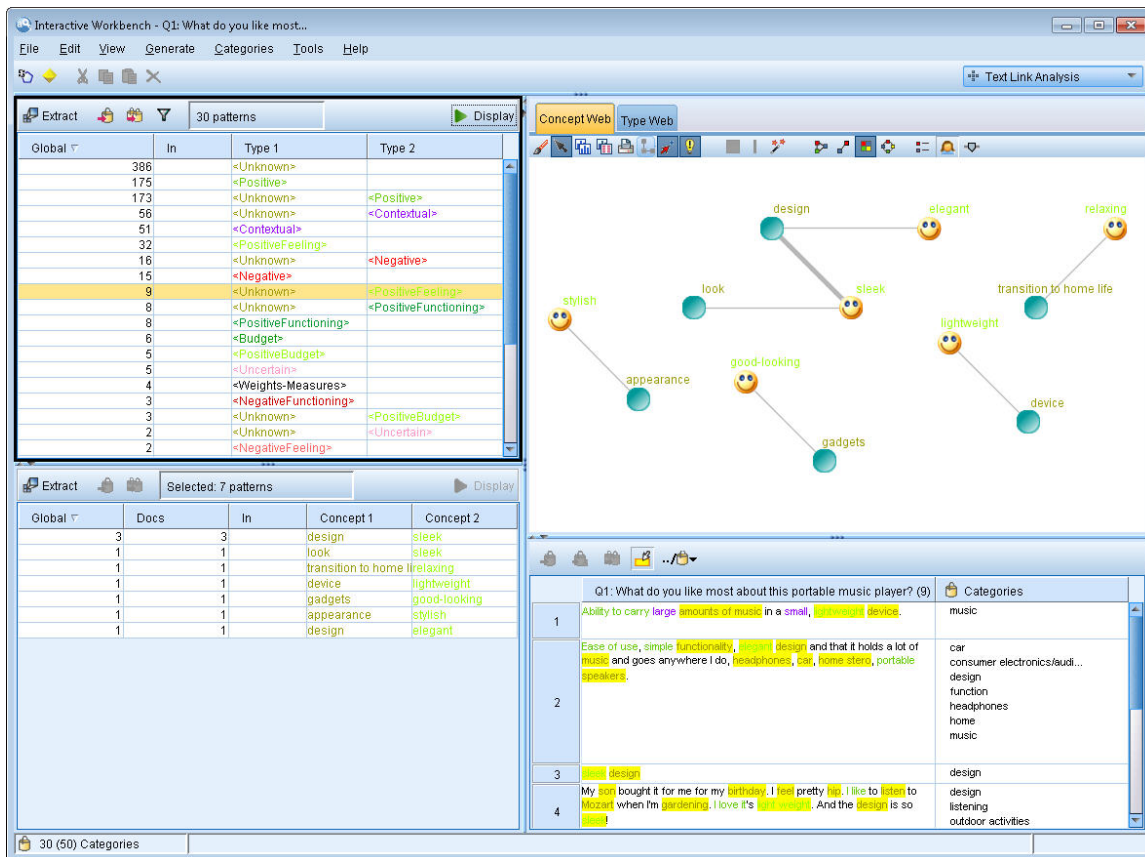 Interactive Workbench - Q1: What do you like most...
File Edit View Generate Categories Tools Help
Text Link Analysis
Extract 30 patterns Display
Global In Type 1 Type 2
386 <Unknown>
175 <Positive>
173 <Unknown> <Positive>
56 <Unknown> <Contextual>
51 <Contextual>
32 <PositiveFeeling>
16 <Unknown> <Negative>
15 <Negative>
9 <Unknown> <PositiveFeeling>
8 <Unknown> <PositiveFunctioning>
8 <PositiveFunctioning>
6 <Budget>
5 <PositiveBudget>
5 <Uncertain>
4 <Weights-Measures>
3 <NegativeFunctioning>
3 <Unknown> <PositiveBudget>
2 <Unknown> <Uncertain>
2 <NegativeFeeling>
Extract Selected: 7 patterns Display
Global Docs In Concept 1 Concept 2
3 3 design sleek
1 1 look sleek
1 1 transition to home li relaxing
1 1 device lightweight
1 1 gadgets good-looking
1 1 appearance stylish
1 1 design elegant
Concept Web Type Web
design elegant relaxing
look sleek transition to home life
stylish lightweight
good-looking
appearance
device
gadgets
../
Q1: What do you like most about this portable music player? (9) Categories
1 Ability to carry large amounts of music in a small, lightweight device. music
2 Ease of use, simple functionality, elegant design and that it holds a lot of
music and goes anywhere I do, headphones, car, home stero, portable
speakers.
car
consumer electronics/audi...
design
function
headphones
home
music
3 sleek design design
4 My son bought it for me for my birthday. I feel pretty hip. I like to listen to
Mozart when I'm gardening. I love it's light weight. And the design is so
sleek!
design
listening
outdoor activities
30 (50) Categories